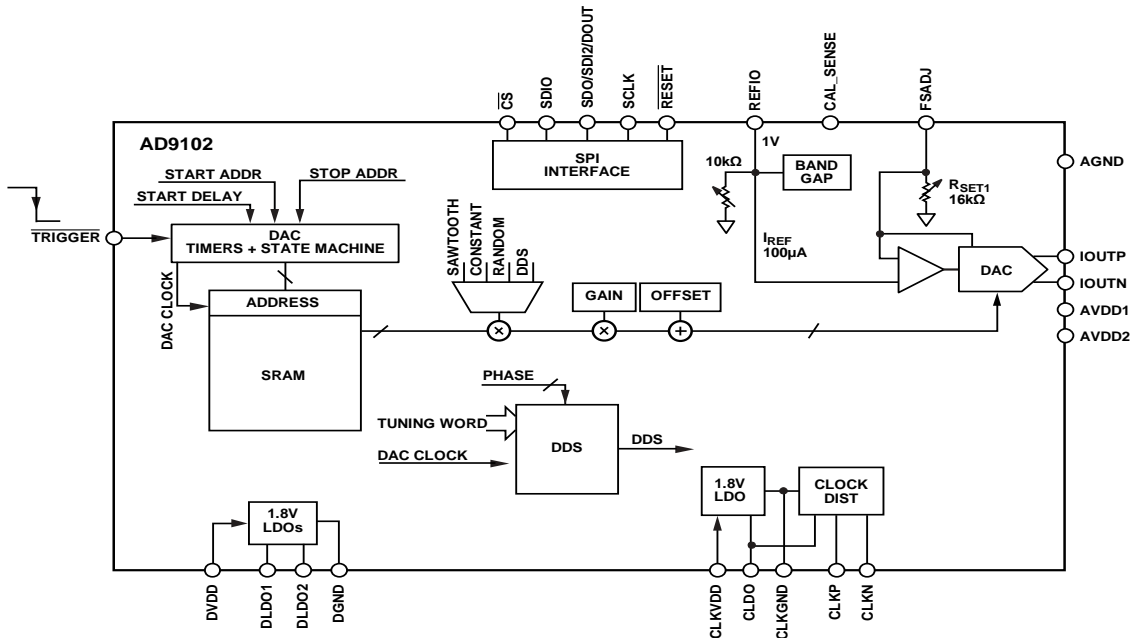 CS
SDIO
SDO/SDI2/DOUT
SCLK
RESET
REFIO
CAL_SENSE
FSADJ
AD9102
1V
AGND
SPI
INTERFACE
10kΩ
BAND
GAP
START ADDR
STOP ADDR
START DELAY
RSET1
16kΩ
TRIGGER
DAC
TIMERS + STATE MACHINE
IREF
100µA
SAWTOOTH
CONSTANT
RANDOM
DDS
DAC
IOUTP
IOUTN
DAC CLOCK
ADDRESS
GAIN
OFFSET
AVDD1
×
×
+
AVDD2
SRAM
PHASE
TUNING WORD
DDS
DDS
DAC CLOCK
1.8V
LDO
CLOCK
DIST
1.8V
LDOs
DVDD
DLDO1
DLDO2
DGND
CLKVDD
CLDO
CLKGND
CLKP
CLKN